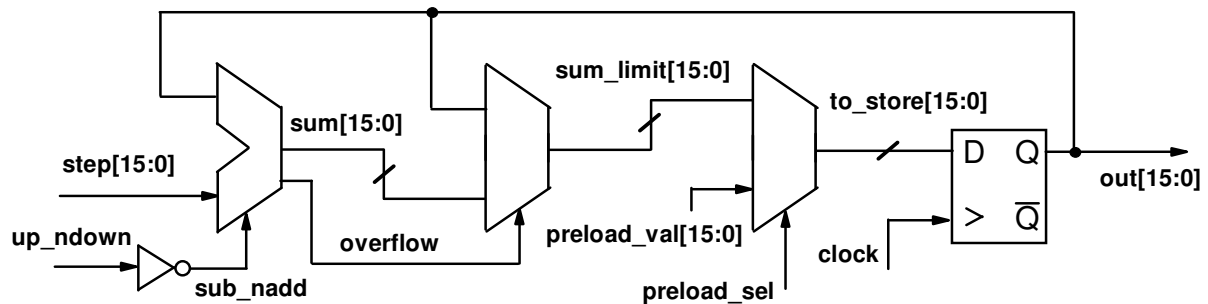 sum_limit[15:0]
to_store[15:0]
sum[15:0]
step[15:0]
D Q
out[15:0]
> Q
up_ndown
overflow
preload_val[15:0]
clock
sub_nadd
preload_sel